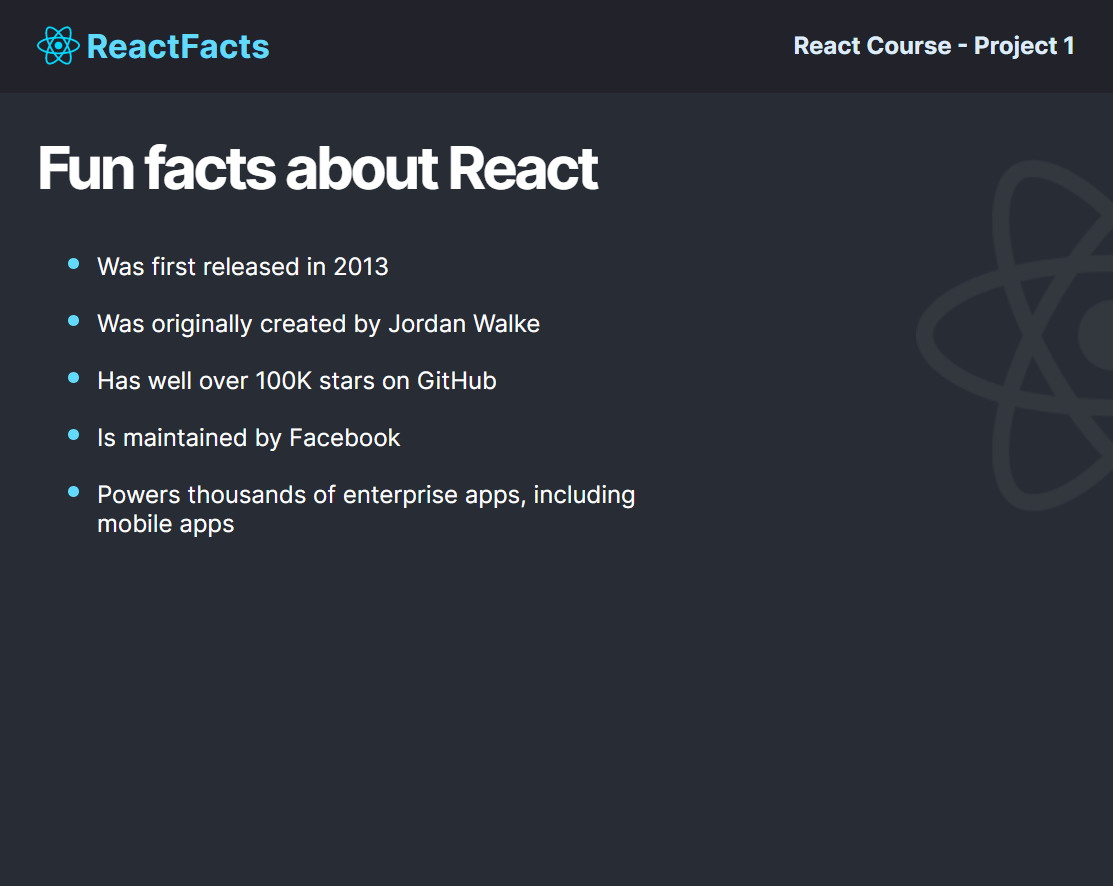 ReactFacts
React Course - Project 1
Fun facts about React
Was first released in 2013
Was originally created by Jordan Walke
Has well over 100K stars on GitHub
Is maintained by Facebook
Powers thousands of enterprise apps, including
mobile apps